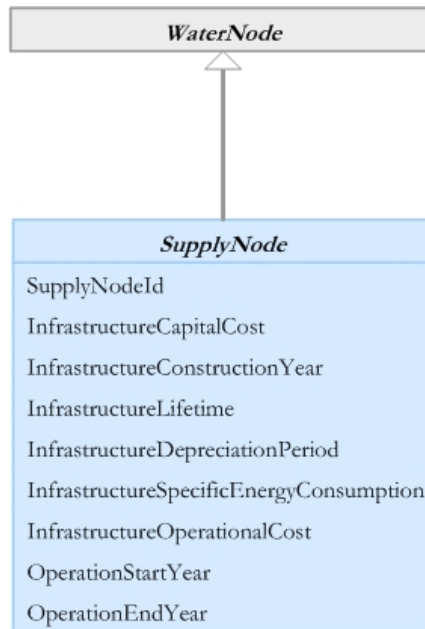 WaterNode
SupplyNode
SupplyNodeId
InfrastructureCapitalCost
InfrastructureConstructionYear
InfrastructureLifetime
InfrastructureDepreciationPeriod
InfrastructureSpecificEnergyConsumption
InfrastructureOperationalCost
OperationStartYear
OperationEndYear